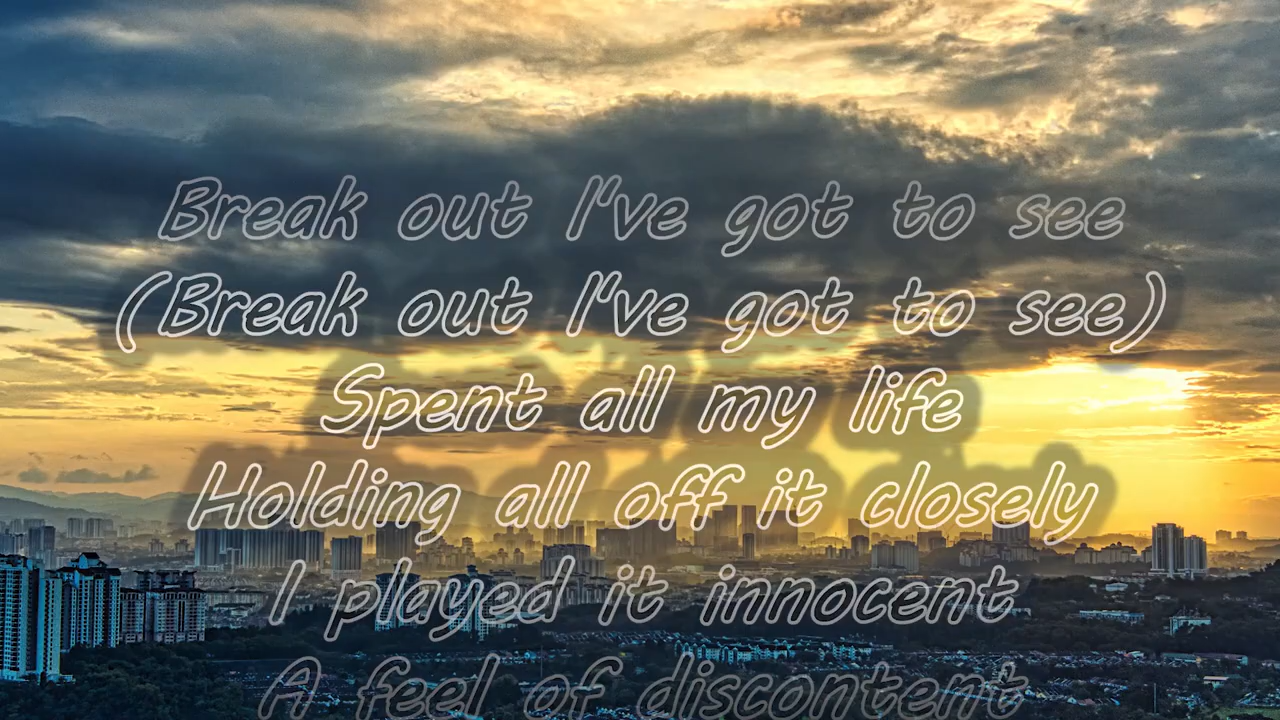 Break out I've got to see
(Break out I've got to see)
Spent all my life
Holding all off it closely
I played it innocent
A feel of discontent